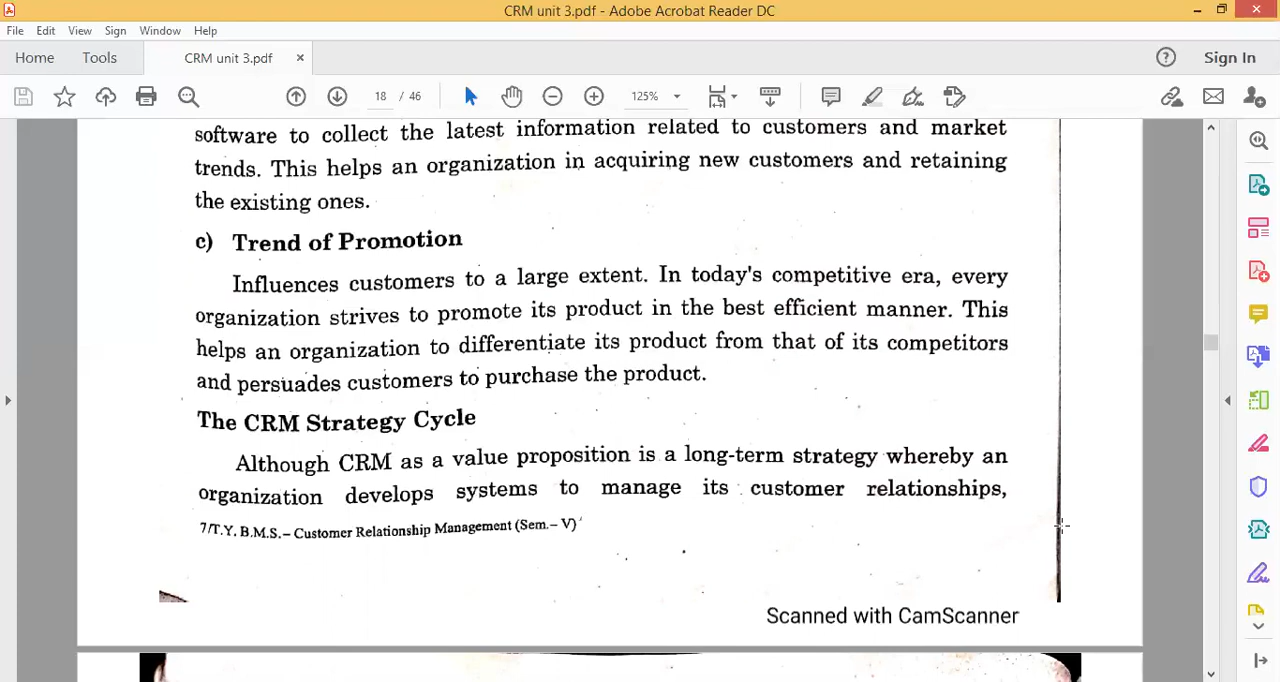 CRM unit 3.pdf - Adobe Acrobat Reader DC
File Edit View Sign Window Help
Home Tools CRM unit 3.pdf × Sign In
18 / 46 125%
software to collect the latest information related to customers and market
trends. This helps an organization in acquiring new customers and retaining
the existing ones.
c) Trend of Promotion
Influences customers to a large extent. In today's competitive era, every
organization strives to promote its product in the best efficient manner. This
helps an organization to differentiate its product from that of its competitors
and persuades customers to purchase the product.
The CRM Strategy Cycle
Although CRM as a value proposition is a long-term strategy whereby an
organization develops systems to manage its customer relationships,
7/T.Y. B.M.S.– Customer Relationship Management (Sem.– V)
Scanned with CamScanner